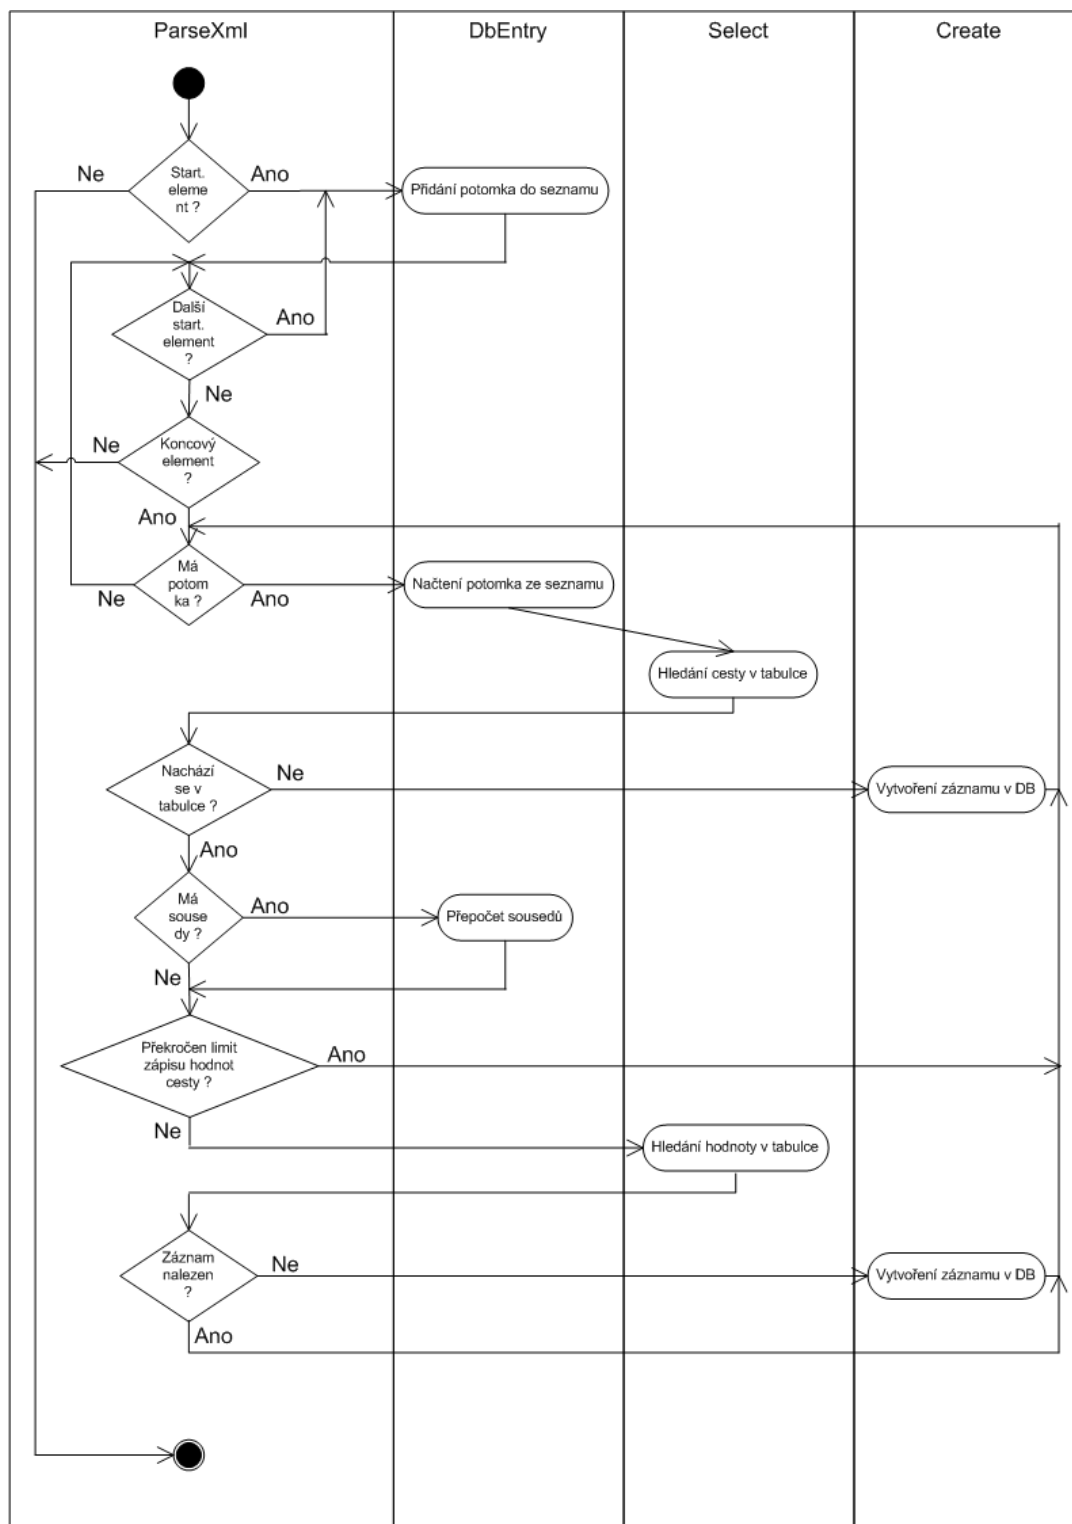 ParseXml
DbEntry
Select
Create
Ne
Ano
Start.
eleme
nt ?
Přidání potomka do seznamu
Další
start.
element
?
Ano
Ne
Ne
Koncový
element
?
Ano
Má
potom
ka ?
Ne
Ano
Načtení potomka ze seznamu
Hledání cesty v tabulce
Nachází
se v
tabulce ?
Ne
Vytvoření záznamu v DB
Ano
Má
souse
dy ?
Ano
Přepočet sousedů
Ne
Překročen limit
zápisu hodnot
cesty ?
Ano
Ne
Hledání hodnoty v tabulce
Záznam
nalezen
?
Ne
Vytvoření záznamu v DB
Ano